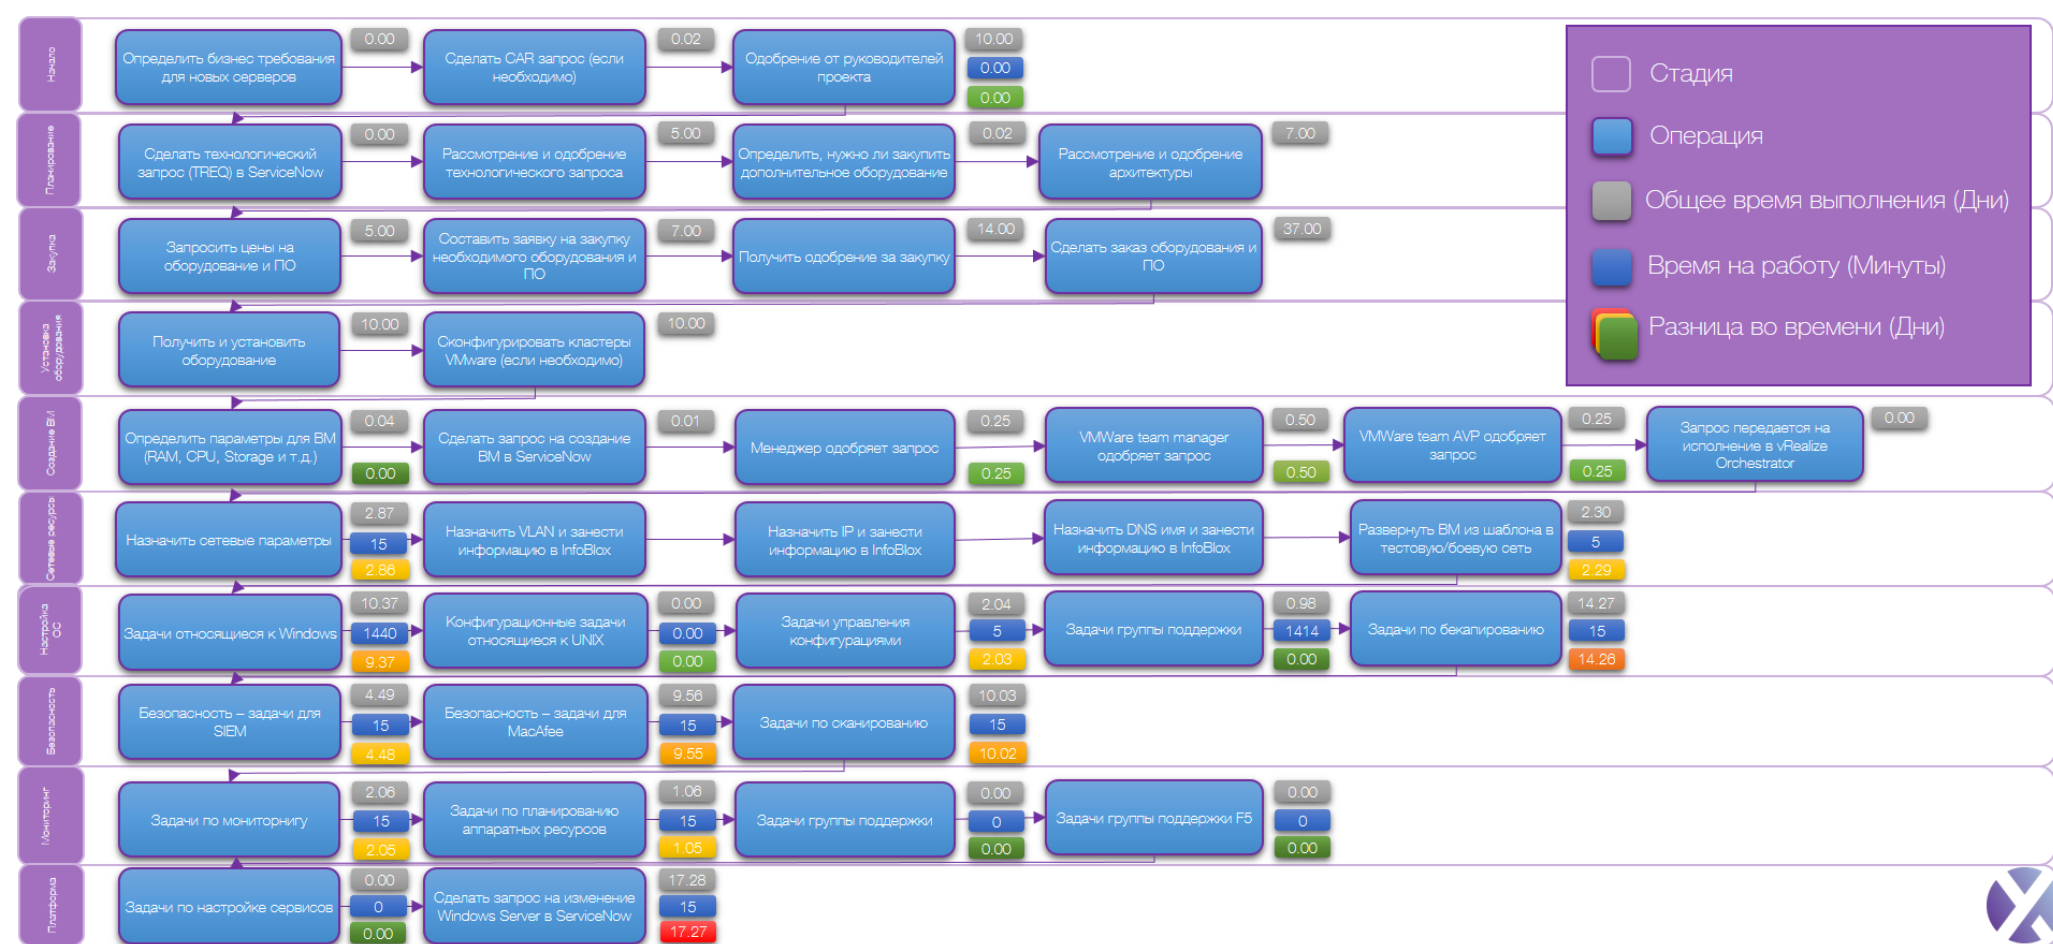 Начало
Определить бизнес требования
для новых серверов
0.00
Сделать CAR запрос (если
необходимо)
0.02
Одобрение от руководителей
проекта
10.00
0.00
0.00
Планирование
Сделать технологический
запрос (TREQ) в ServiceNow
0.00
Рассмотрение и одобрение
технологического запроса
5.00
Определить, нужно ли закупить
дополнительное оборудование
0.02
Рассмотрение и одобрение
архитектуры
7.00
Закупка
Запросить цены на
оборудование и ПО
5.00
Составить заявку на закупку
необходимого оборудования и
ПО
7.00
Получить одобрение за закупку
14.00
Сделать заказ оборудования и
ПО
37.00
Установка
оборудования
Получить и установить
оборудование
10.00
Сконфигурировать кластеры
VMware (если необходимо)
10.00
Создание ВМ
Определить параметры для ВМ
(RAM, CPU, Storage и т.д.)
0.04
0.00
Сделать запрос на создание
ВМ в ServiceNow
0.01
Менеджер одобряет запрос
0.25
0.25
VMWare team manager
одобряет запрос
0.50
0.50
VMWare team AVP одобряет
запрос
0.25
0.25
Запрос передается на
исполнение в vRealize
Orchestrator
0.00
Сетевые ресурсы
Назначить сетевые параметры
2.87
15
2.86
Назначить VLAN и занести
информацию в InfoBlox
Назначить IP и занести
информацию в InfoBlox
Назначить DNS имя и занести
информацию в InfoBlox
Развернуть ВМ из шаблона в
тестовую/боевую сеть
2.30
5
2.29
Настройка
ОС
Задачи относящиеся к Windows
10.37
1440
9.37
Конфигурационные задачи
относящиеся к UNIX
0.00
0.00
0.00
Задачи управления
конфигурациями
2.04
5
2.03
Задачи группы поддержки
0.98
1414
0.00
Задачи по бекапированию
14.27
15
14.26
Безопасность
Безопасность – задачи для
SIEM
4.49
15
4.48
Безопасность – задачи для
MacAfee
9.56
15
9.55
Задачи по сканированию
10.03
15
10.02
Мониторинг
Задачи по мониторнигу
2.06
15
2.05
Задачи по планированию
аппаратных ресурсов
1.06
15
1.05
Задачи группы поддержки
0.00
0
0.00
Задачи группы поддержки F5
0.00
0
0.00
Платформа
Задачи по настройке сервисов
0.00
0
0.00
Сделать запрос на изменение
Windows Server в ServiceNow
17.28
15
17.27
Стадия
Операция
Общее время выполнения (Дни)
Время на работу (Минуты)
Разница во времени (Дни)